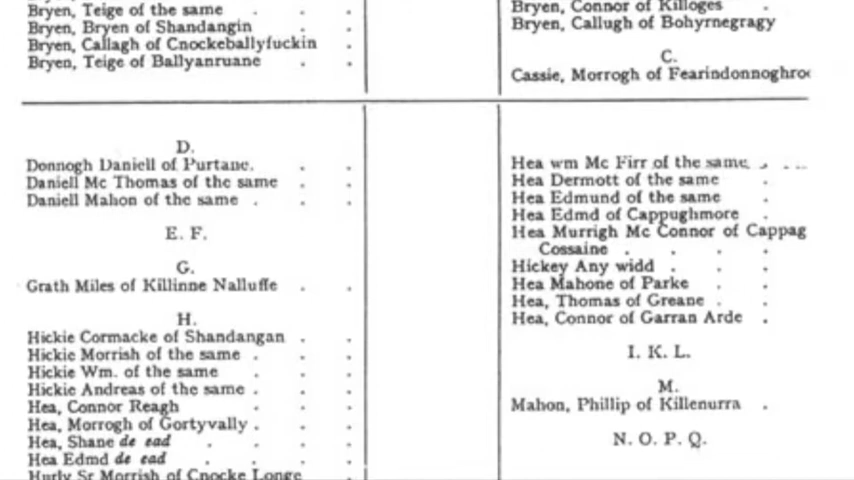 Bryen, Teige of the same
Bryen, Bryen of Shandangin
Bryen, Callagh of Cnockeballyfuckin
Bryen, Teige of Ballyanruane
D.
Donnogh Daniell of Purtane.
Daniell Mc Thomas of the same
Daniell Mahon of the same
E. F.
G.
Grath Miles of Killinne Nalluffe
H.
Hickie Cormacke of Shandangan
Hickie Morrish of the same
Hickie Wm. of the same
Hickie Andreas of the same
Hea, Connor Reagh
Hea, Morrogh of Gortyvally
Hea, Shane de ead
Hea Edmd de ead
Hurly Sr Morrish of Cnocke Longe
Bryen, Connor of Killoges
Bryen, Callugh of Bohyrnegragy
C.
Cassie, Morrogh of Fearindonnoghroe
Hea wm Mc Firr of the same
Hea Dermott of the same
Hea Edmund of the same
Hea Edmd of Cappughmore
Hea Murrigh Mc Connor of Cappag
Cossaine
Hickey Any widd
Hea Mahone of Parke
Hea, Thomas of Greane
Hea, Connor of Garran Arde
I. K. L.
M.
Mahon, Phillip of Killenurra
N. O. P. Q.